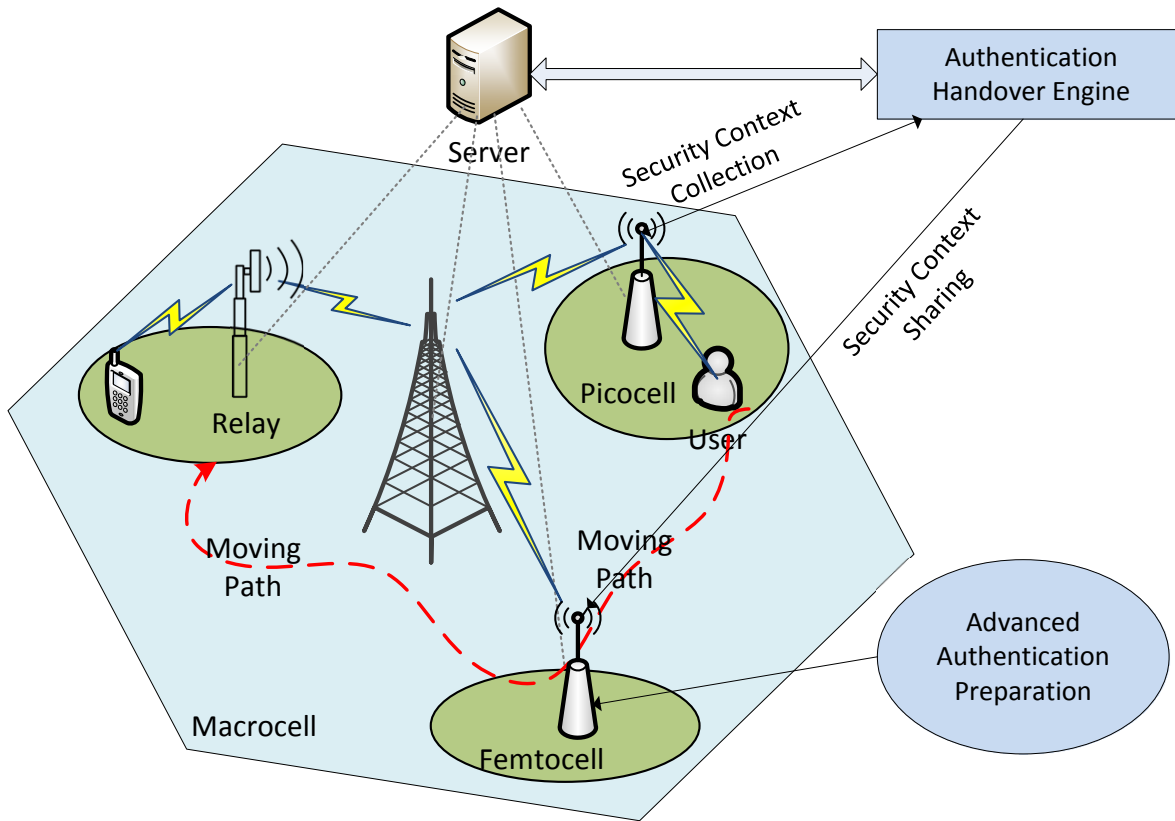 Server
Authentication
Handover Engine
Security Context
Collection
Security Context
Sharing
Relay
Picocell
User
Moving
Path
Moving
Path
Macrocell
Femtocell
Advanced
Authentication
Preparation